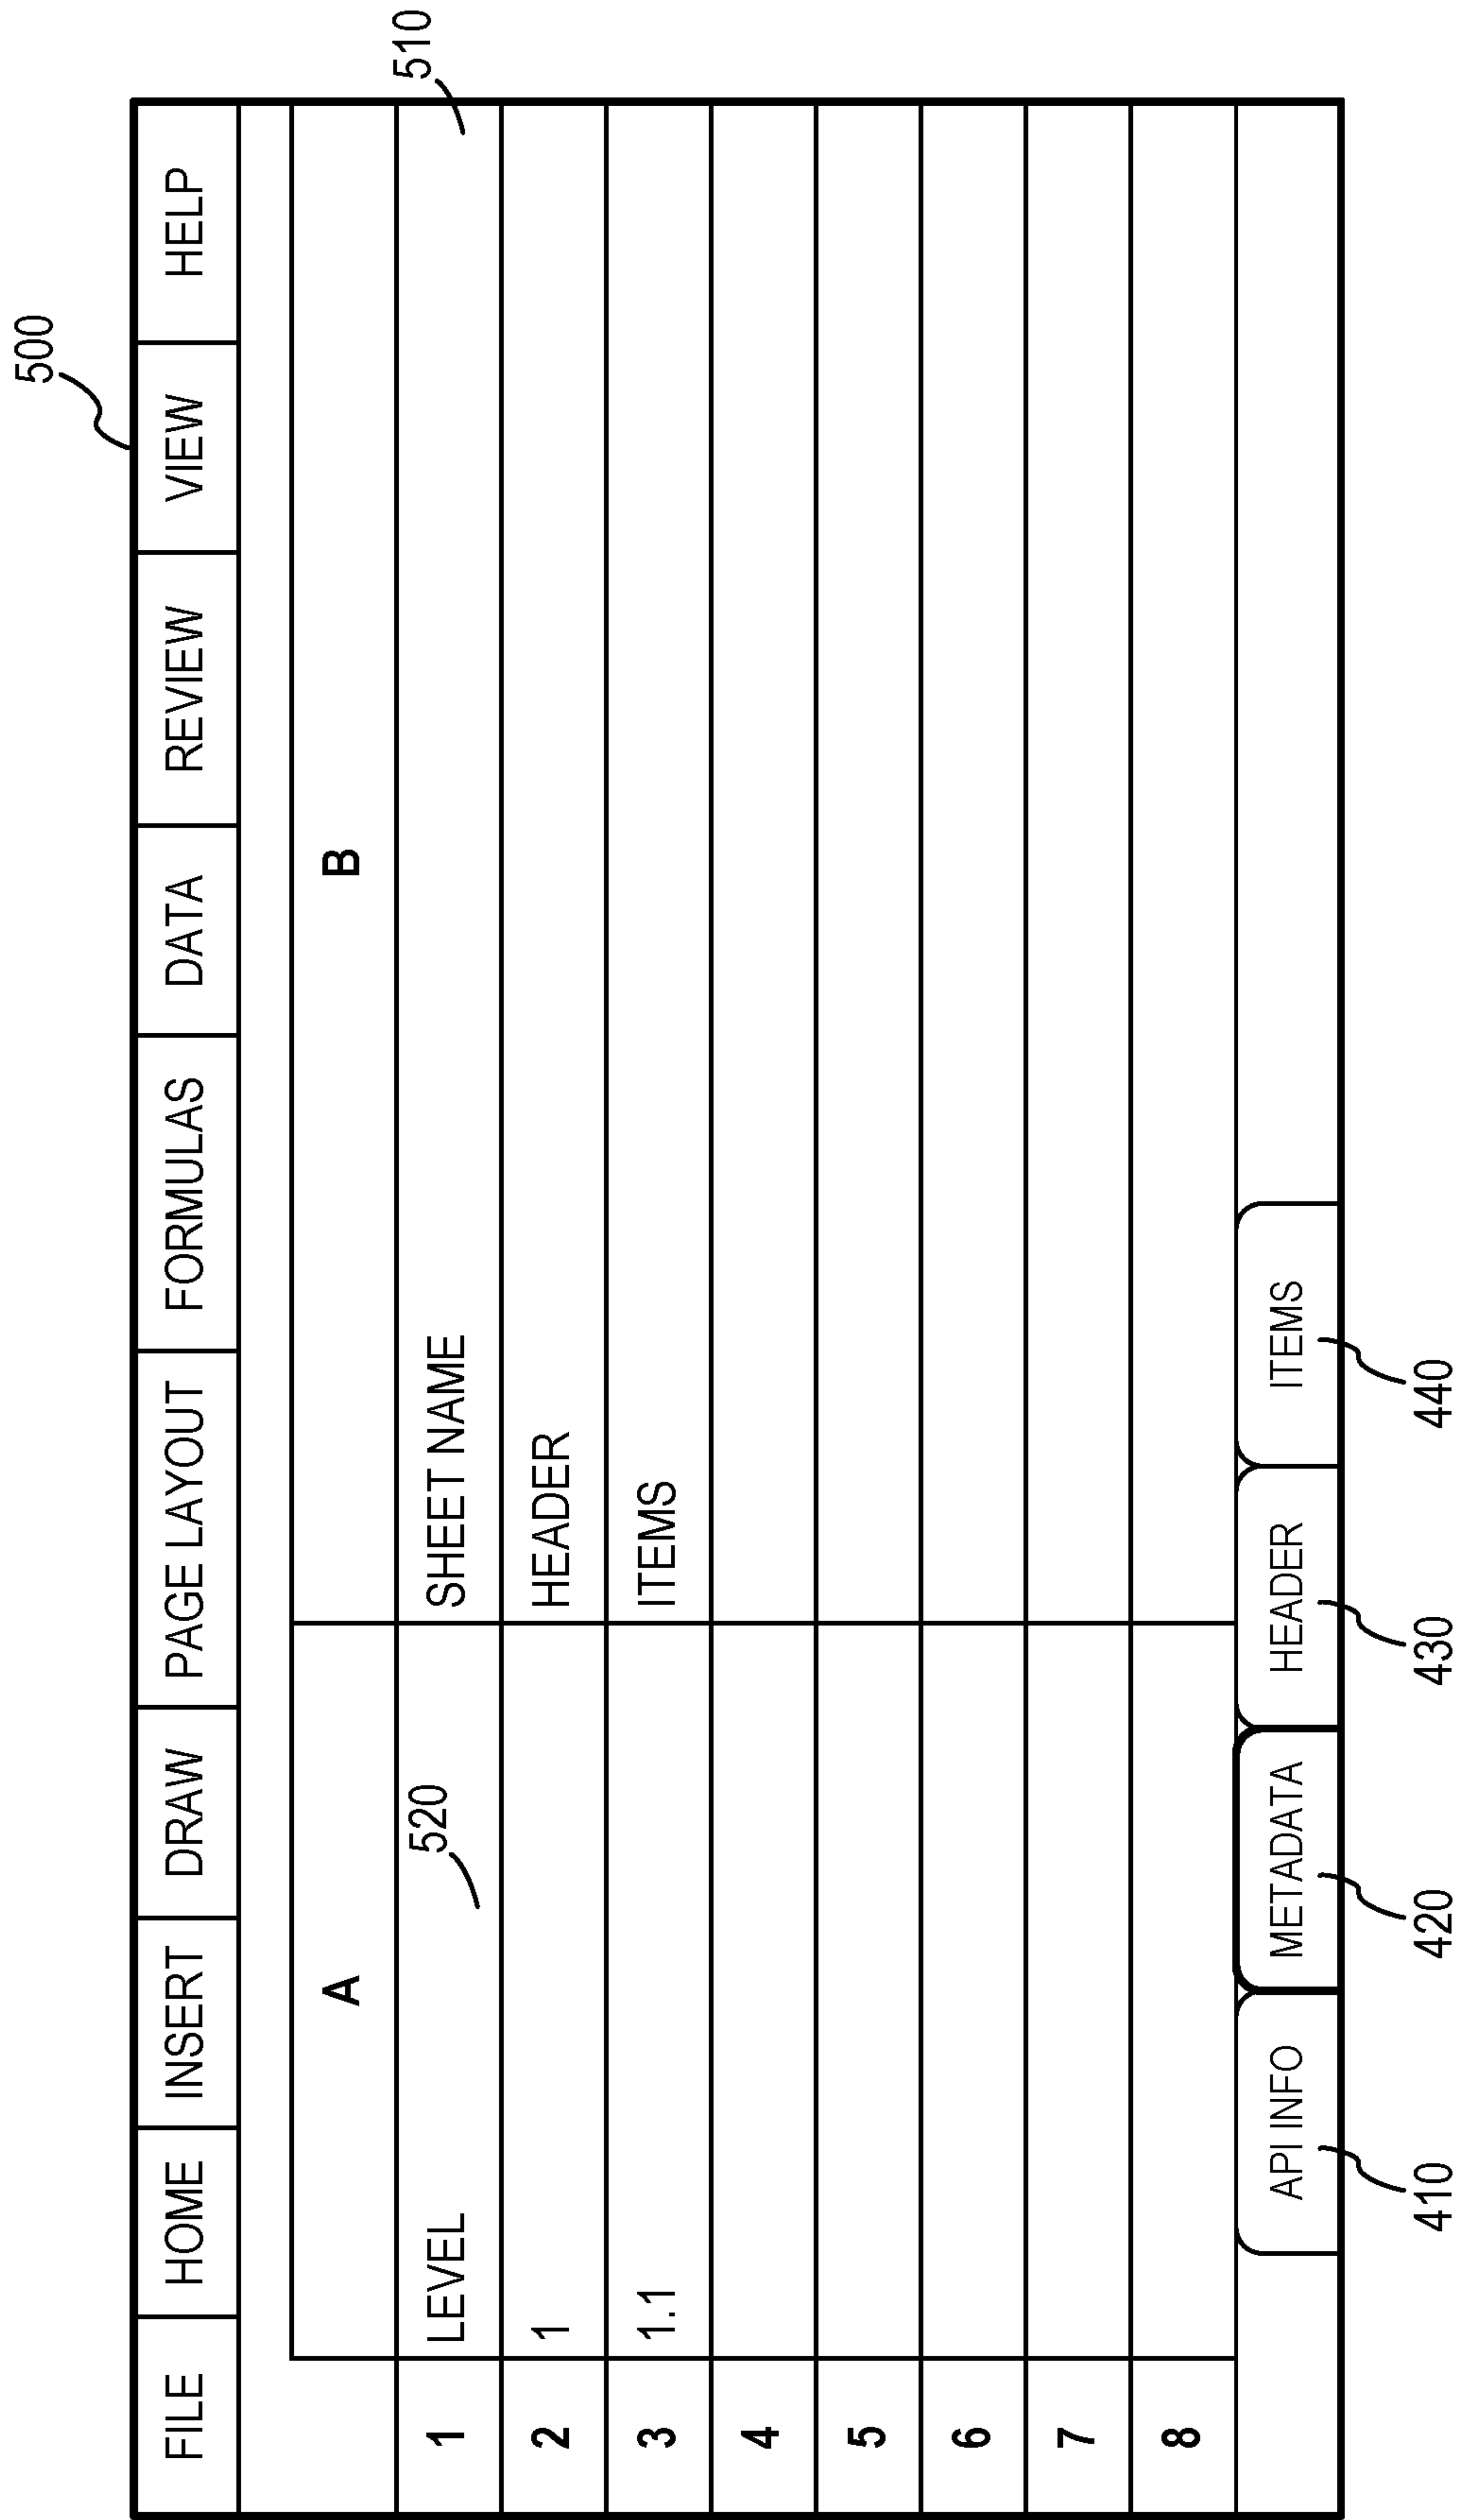 500
FILE HOME INSERT DRAW PAGE LAYOUT FORMULAS DATA REVIEW VIEW HELP
A B
510
1 LEVEL 520 SHEET NAME
2 1 HEADER
3 1.1 ITEMS
4
5
6
7
8
API INFO METADATA HEADER ITEMS
410 420 430 440